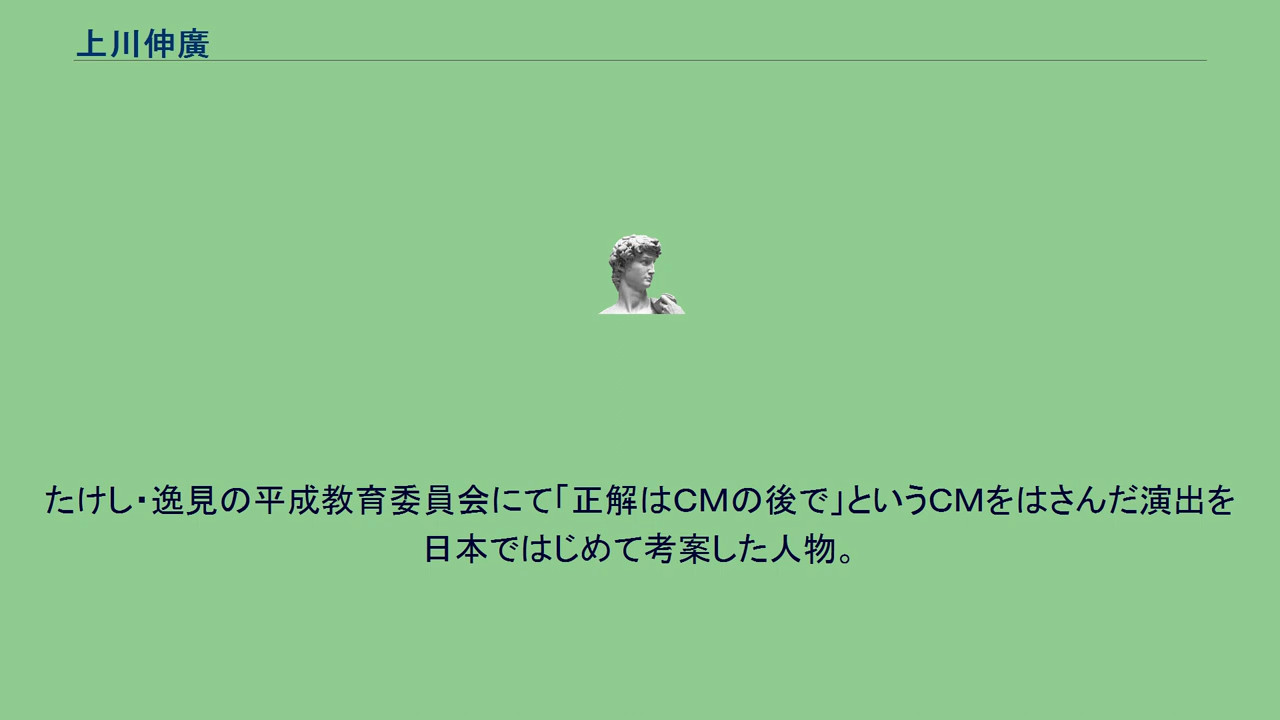 上川伸廣
たけし・逸見の平成教育委員会にて「正解はCMの後で」というCMをはさんだ演出を
日本ではじめて考案した人物。